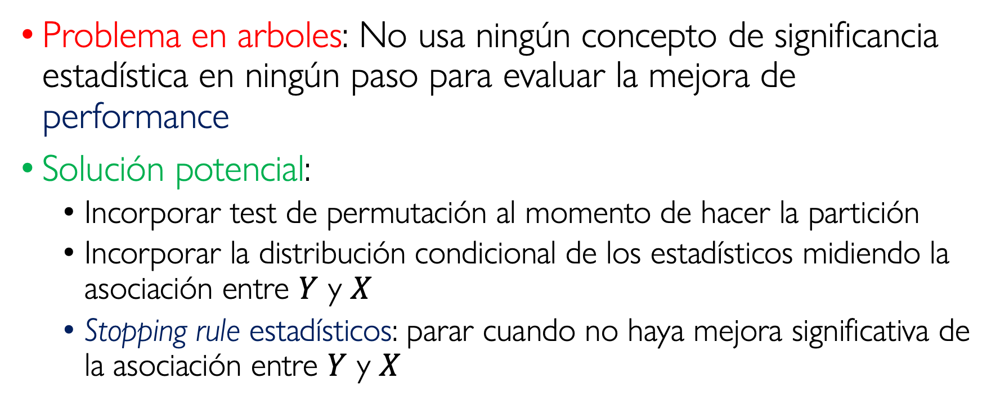 • Problema en arboles: No usa ningún concepto de significancia
estadística en ningún paso para evaluar la mejora de
performance
• Solución potencial:
• Incorporar test de permutación al momento de hacer la partición
• Incorporar la distribución condicional de los estadísticos midiendo la
asociación entre Y y X
• Stopping rule estadísticos: parar cuando no haya mejora significativa de
la asociación entre Y y X